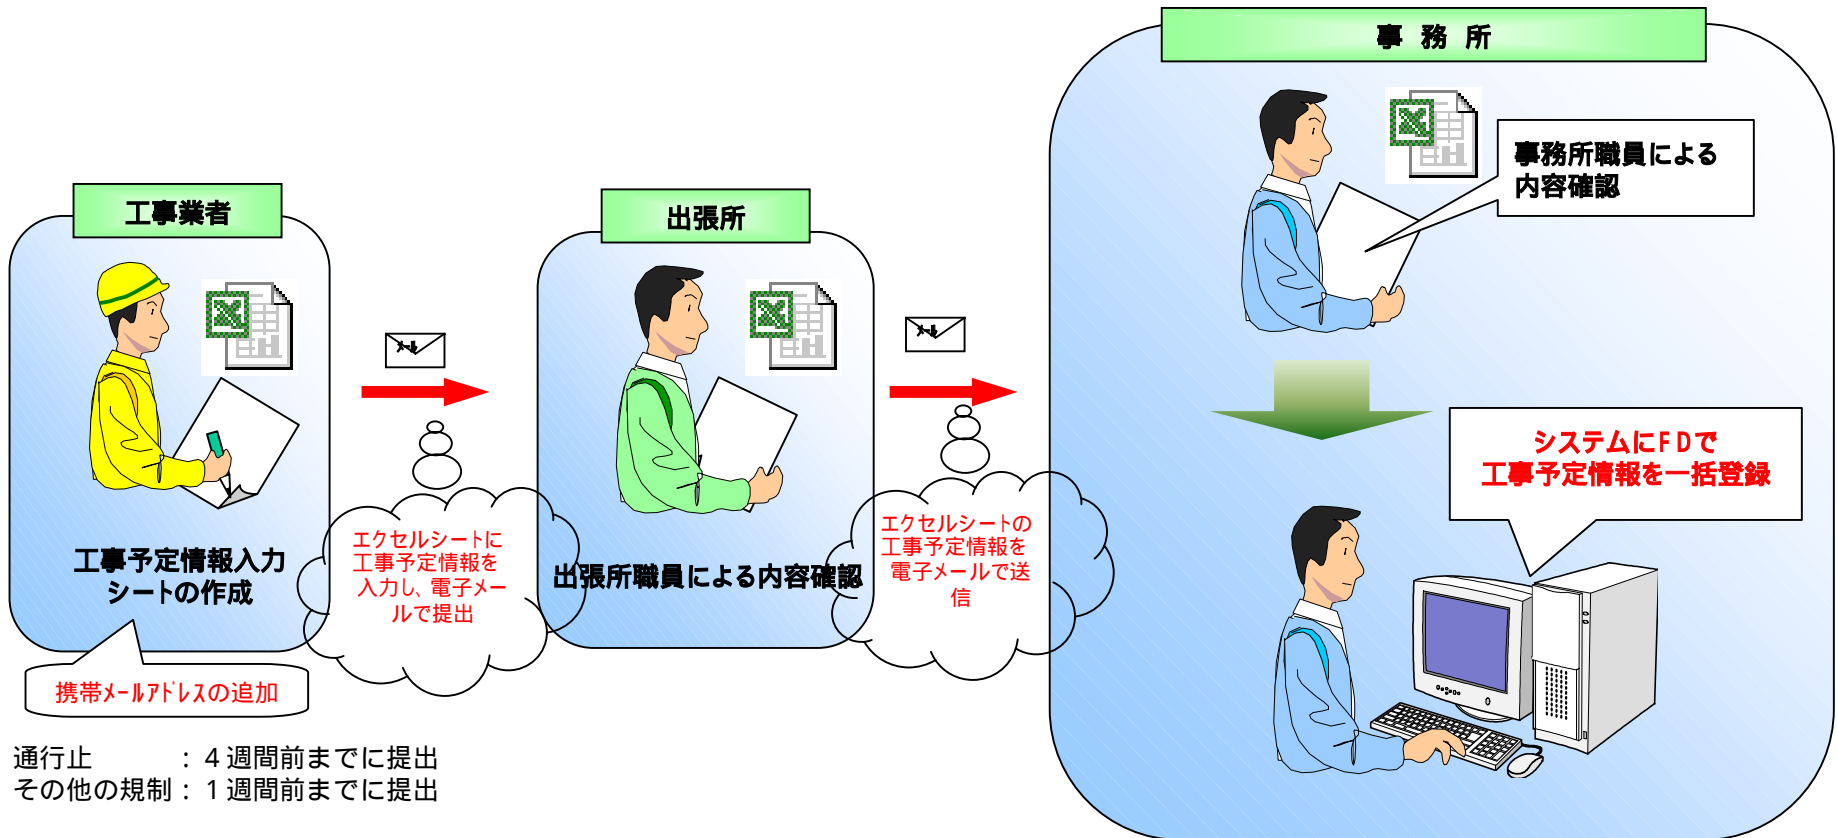 工事業者
工事予定情報入力
シートの作成
携帯ﾒｰﾙｱﾄﾞﾚｽの追加
通行止　　　：４週間前までに提出
その他の規制：１週間前までに提出
ﾒｰﾙ
エクセルシートに
工事予定情報を
入力し、電子メー
ルで提出
出張所
出張所職員による内容確認
ﾒｰﾙ
エクセルシートの
工事予定情報を
電子メールで送
信
事 務 所
事務所職員による
内容確認
システムにＦＤで
工事予定情報を一括登録